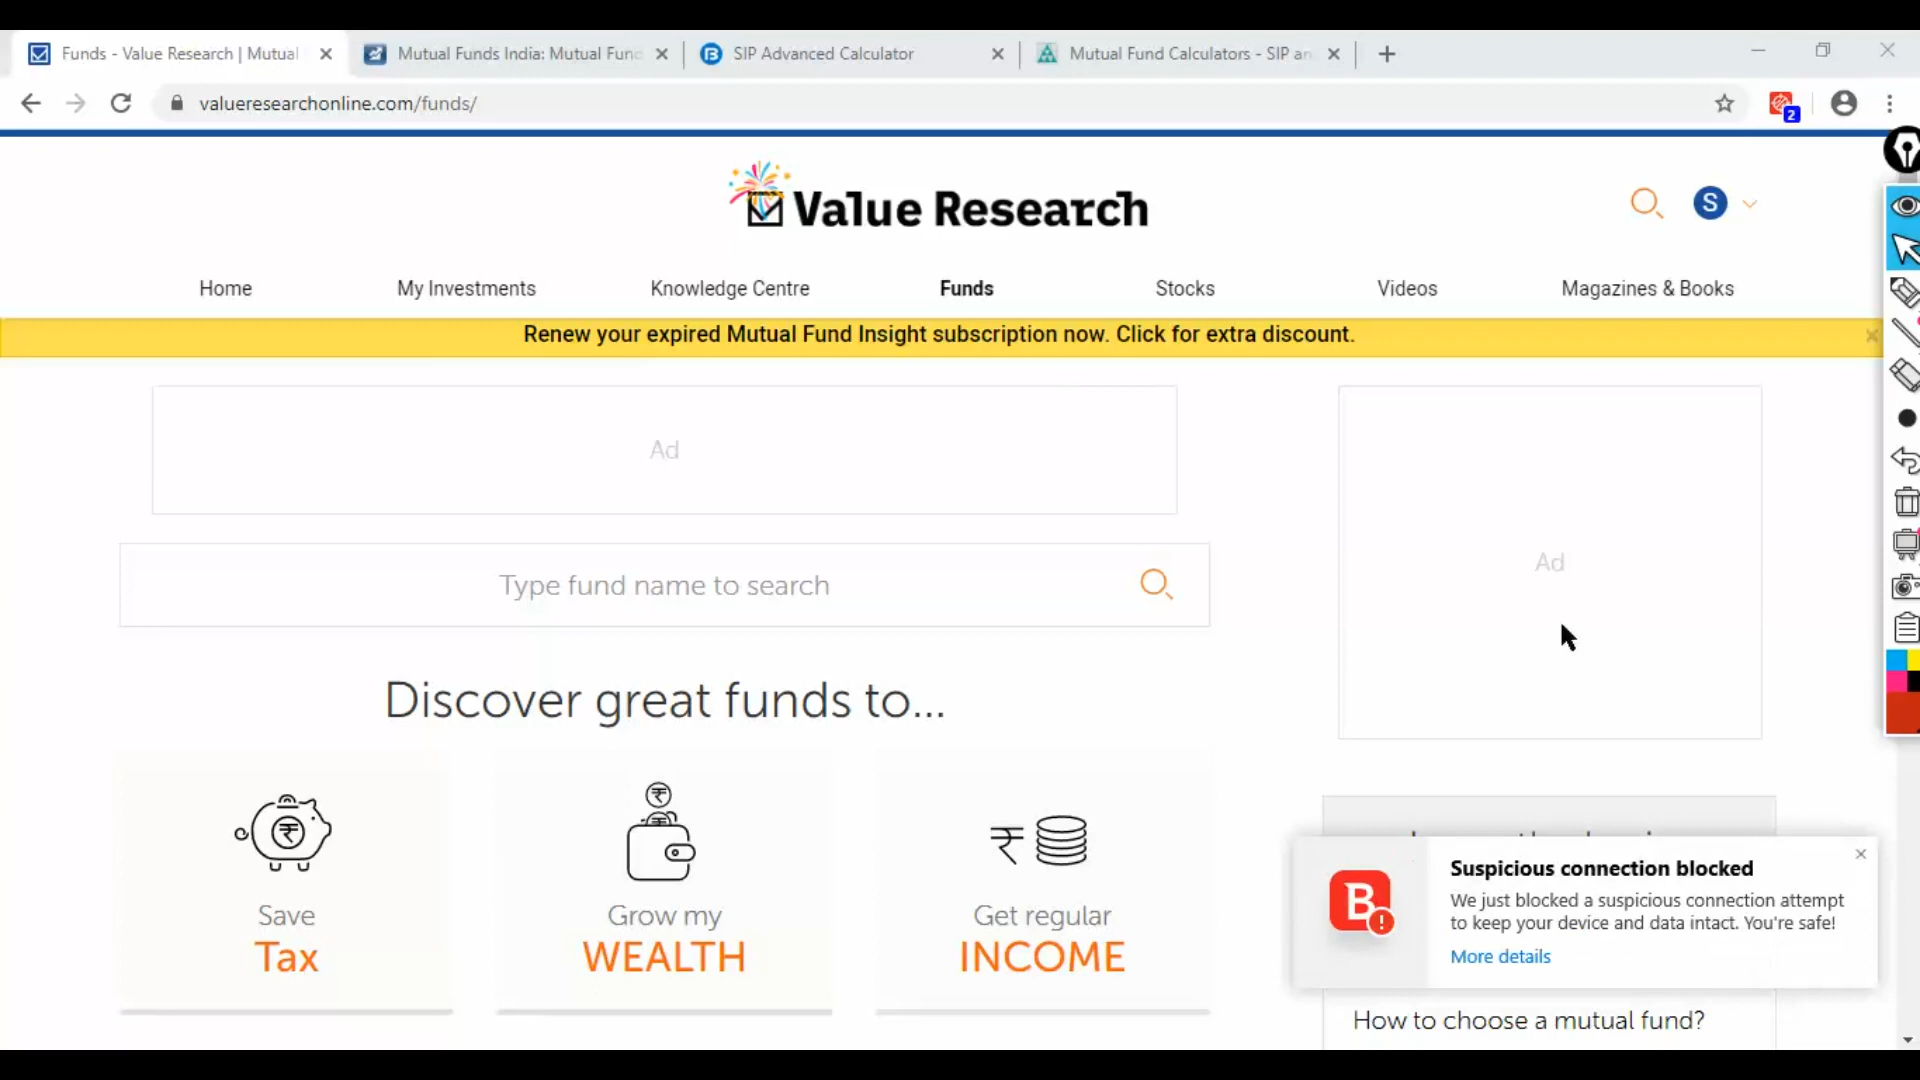 Funds - Value Research | Mutual
Mutual Funds India: Mutual Func
SIP Advanced Calculator
Mutual Fund Calculators - SIP an
valueresearchonline.com/funds/
2
Value Research
S
Home
My Investments
Knowledge Centre
Funds
Stocks
Videos
Magazines & Books
Renew your expired Mutual Fund Insight subscription now. Click for extra discount.
Ad
Ad
Type fund name to search
Discover great funds to...
Save
Tax
Grow my
WEALTH
Get regular
INCOME
Suspicious connection blocked
We just blocked a suspicious connection attempt
to keep your device and data intact. You're safe!
More details
How to choose a mutual fund?